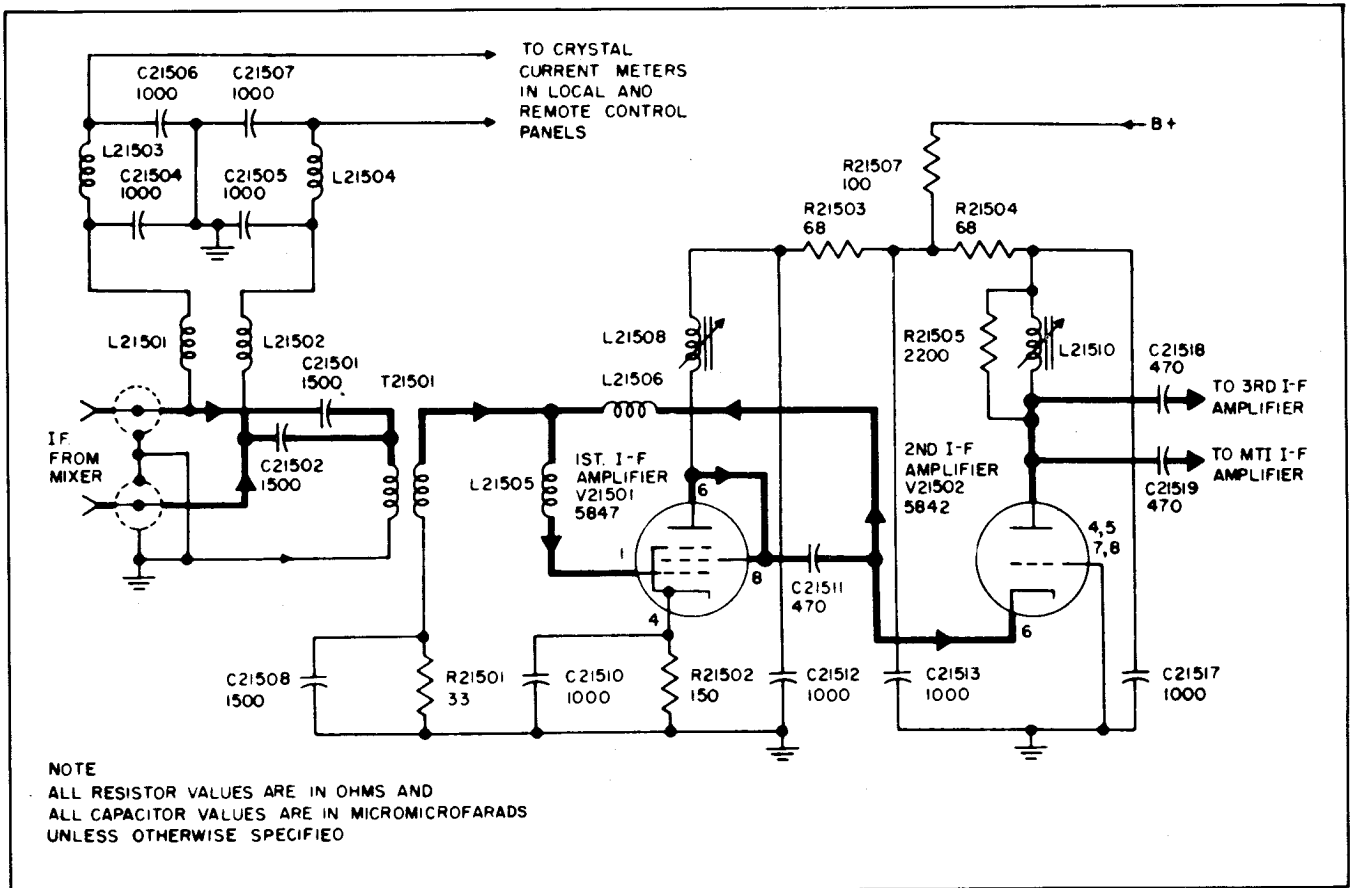 TO CRYSTAL
CURRENT METERS
IN LOCAL AND
REMOTE CONTROL
PANELS
C21506
1000
C21507
1000
L21503
C21504
1000
C21505
1000
L21504
B+
R21507
100
R21503
68
R21504
68
L21501
L21502
C21501
1500
T21501
L21508
L21506
R21505
2200
L21510
C21518
470
TO 3RD I-F
AMPLIFIER
I.F.
FROM
MIXER
C21502
1500
L21505
1ST. I-F
AMPLIFIER
V21501
5847
6
1
8
4
C21511
470
2ND I-F
AMPLIFIER
V21502
5842
TO MTI I-F
AMPLIFIER
C21519
470
4,5
7,8
6
C21508
1500
R21501
33
C21510
1000
R21502
150
C21512
1000
C21513
1000
C21517
1000
NOTE
ALL RESISTOR VALUES ARE IN OHMS AND
ALL CAPACITOR VALUES ARE IN MICROMICROFARADS
UNLESS OTHERWISE SPECIFIED